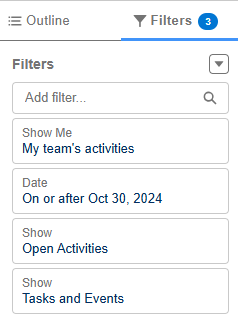 Outline
Filters 3
Filters
Add filter...
Show Me
My team's activities
Date
On or after Oct 30, 2024
Show
Open Activities
Show
Tasks and Events